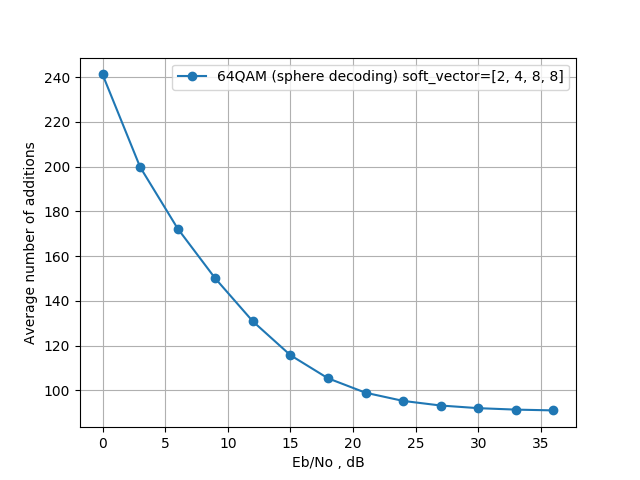 64QAM (sphere decoding) soft_vector=[2, 4, 8, 8]
240
220
200
180
160
140
120
100
Average number of additions
0 5 10 15 20 25 30 35
Eb/No , dB